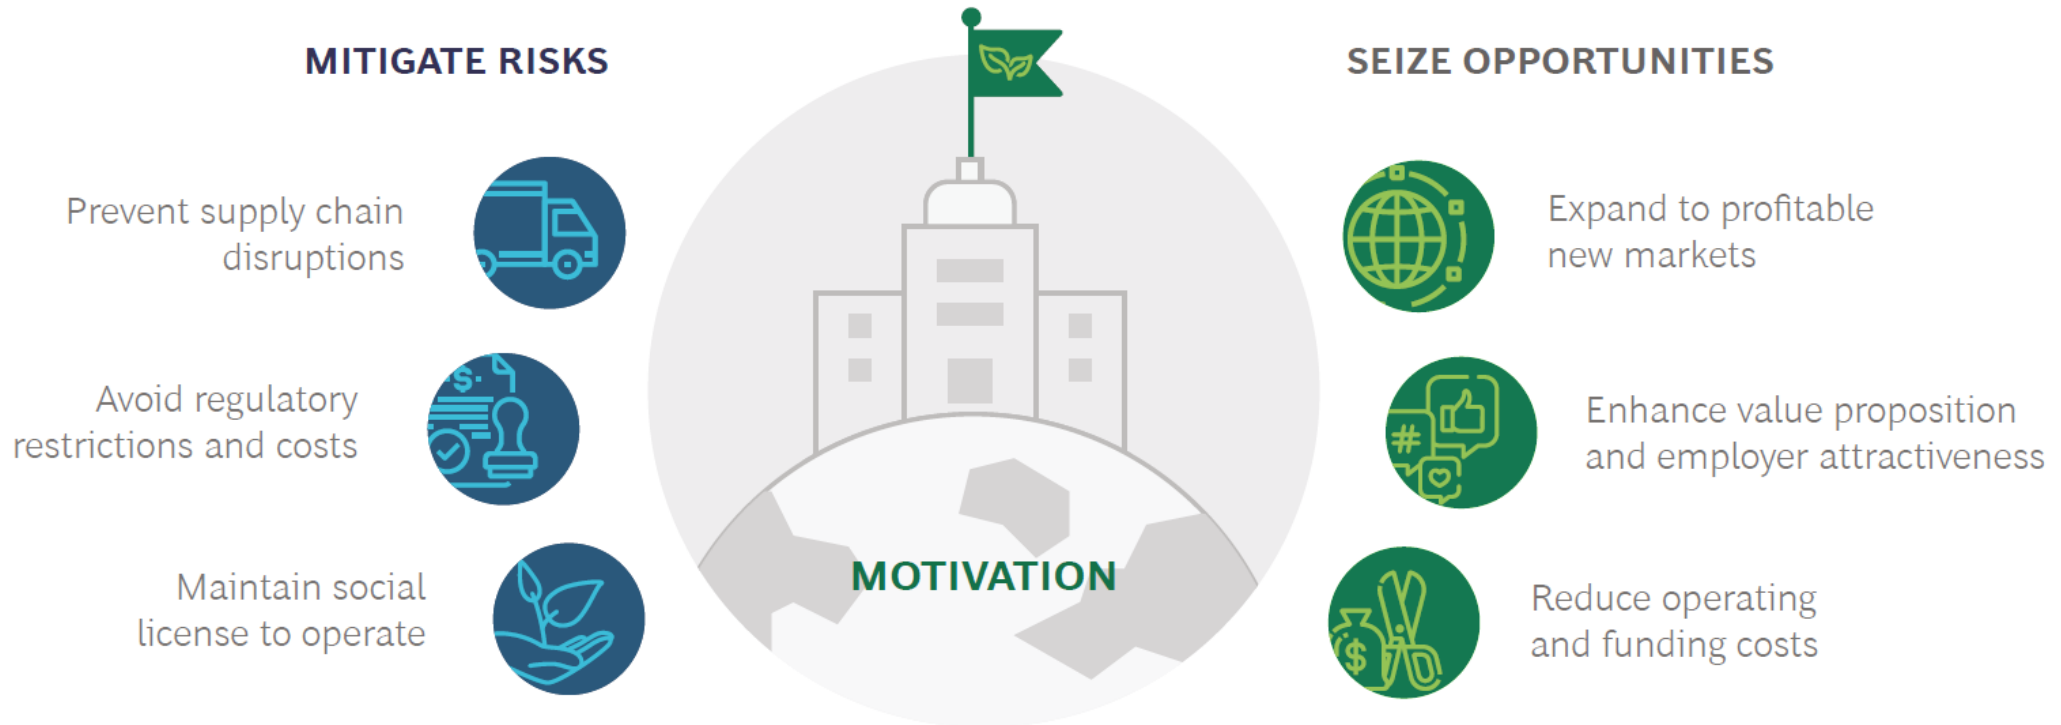 MITIGATE RISKS
Prevent supply chain
disruptions
Avoid regulatory
restrictions and costs
Maintain social
license to operate
MOTIVATION
SEIZE OPPORTUNITIES
Expand to profitable
new markets
Enhance value proposition
and employer attractiveness
Reduce operating
and funding costs
$
#
$